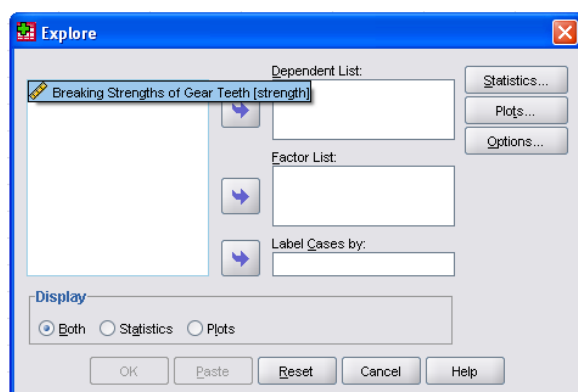 Explore
Dependent List:
Breaking Strengths of Gear Teeth [strength]
Statistics...
Plots...
Options...
Factor List:
Label Cases by:
Display
Both
Statistics
Plots
OK
Paste
Reset
Cancel
Help